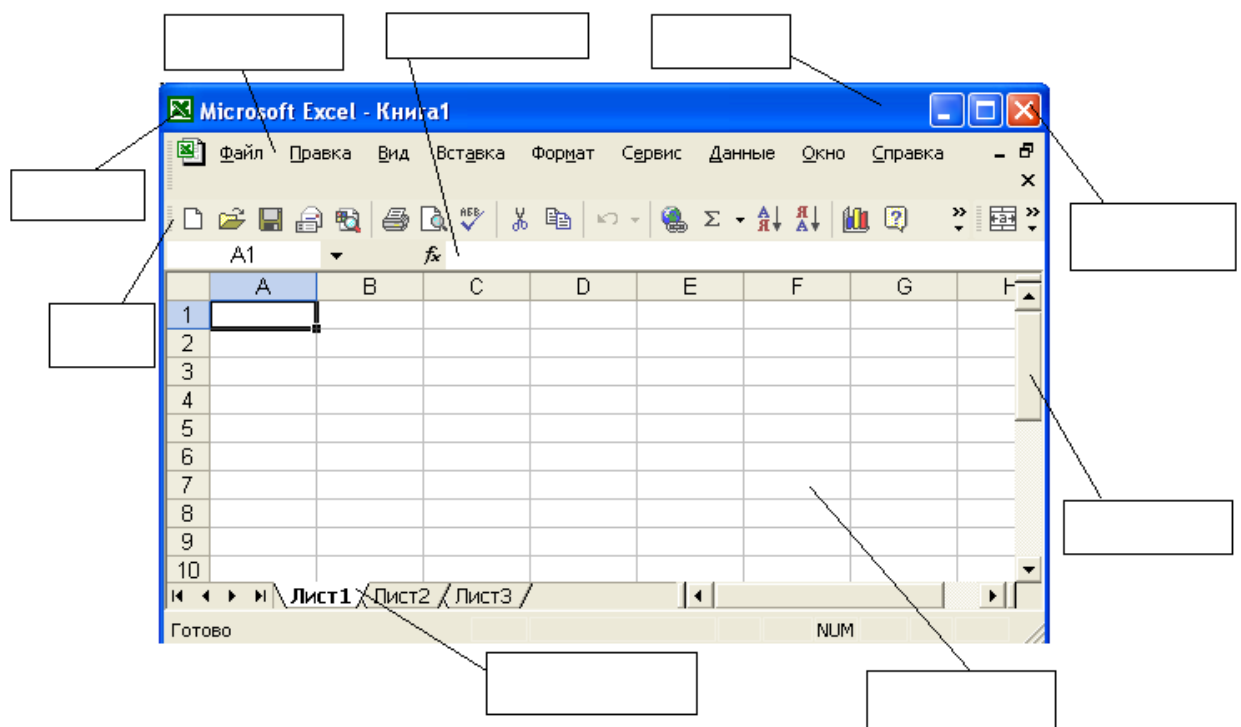 Microsoft Excel - Книга1
Файл Правка Вид Вставка Формат Сервис Данные Окно Справка
АБВ Σ А Я Я А ? a
A1 fx
A B C D E F G H
1
2
3
4
5
6
7
8
9
10
Лист1 Лист2 Лист3
Готово NUM